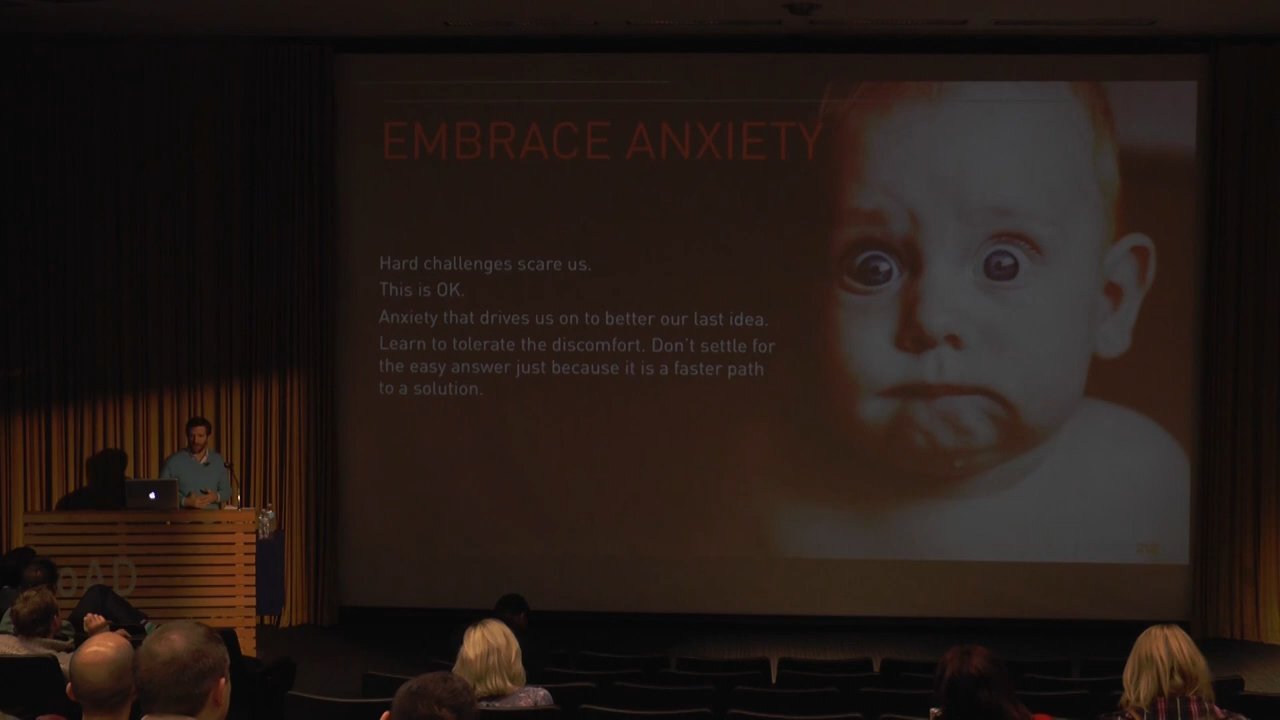 EMBRACE ANXIETY
Hard challenges scare us.
This is OK.
Anxiety that drives us on to better our last idea.
Learn to tolerate the discomfort. Don't settle for
the easy answer just because it is a faster path
to a solution.
oAD